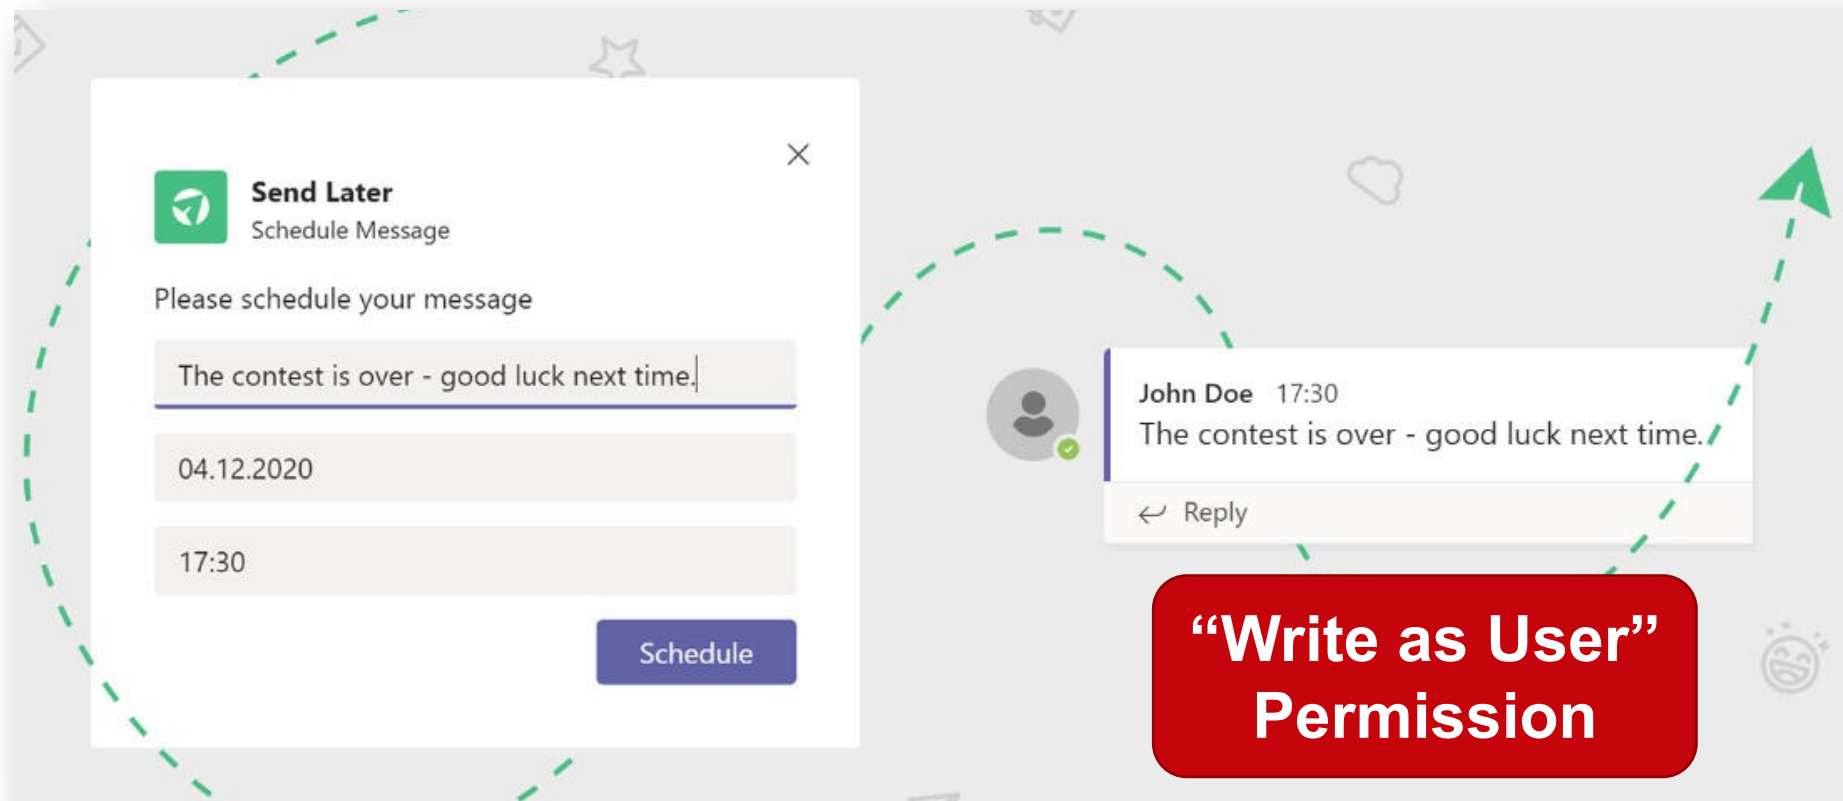 Send Later
Schedule Message
Please schedule your message
The contest is over - good luck next time.
04.12.2020
17:30
Schedule
John Doe 17:30
The contest is over - good luck next time.
Reply
“Write as User”
Permission